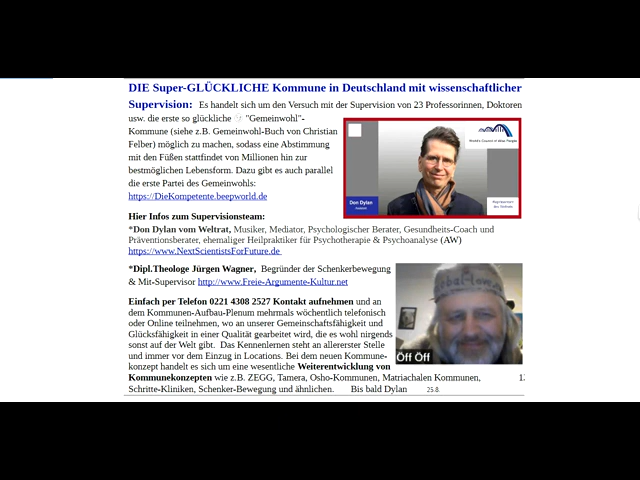 DIE Super-GLÜCKLICHE Kommune in Deutschland mit wissenschaftlicher
Supervision: Es handelt sich um den Versuch mit der Supervision von 23 Professorinnen, Doktoren
usw. die erste so glückliche "Gemeinwohl"-
Kommune (siehe z.B. Gemeinwohl-Buch von Christian
Felber) möglich zu machen, sodass eine Abstimmung
mit den Füßen stattfindet von Millionen hin zur
bestmöglichen Lebensform. Dazu gibt es auch parallel
die erste Partei des Gemeinwohls:
https://DieKompetente.beepworld.de
World's Council of Wise People
Don Dylan
Hier Infos zum Supervisionsteam:
*Don Dylan vom Weltrat, Musiker, Mediator, Psychologischer Berater, Gesundheits-Coach und
Präventionsberater, ehemaliger Heilpraktiker für Psychotherapie & Psychoanalyse (AW)
https://www.NextScientistsForFuture.de
*Dipl.Theologe Jürgen Wagner, Begründer der Schenkerbewegung
& Mit-Supervisor http://www.Freie-Argumente-Kultur.net
Einfach per Telefon 0221 4308 2527 Kontakt aufnehmen und an
dem Kommunen-Aufbau-Plenum mehrmals wöchentlich telefonisch
oder Online teilnehmen, wo an unserer Gemeinschaftsfähigkeit und
Glücksfähigkeit in einer Qualität gearbeitet wird, die es wohl nirgends
sonst auf der Welt gibt. Das Kennenlernen steht an allererster Stelle
und immer vor dem Einzug in Locations. Bei dem neuen Kommune-
konzept handelt es sich um eine wesentliche Weiterentwicklung von
Kommunekonzepten wie z.B. ZEGG, Tamera, Osho-Kommunen, Matriachalen Kommunen,
Schritte-Kliniken, Schenker-Bewegung und ähnlichen. Bis bald Dylan 25.8.
Öff Öff